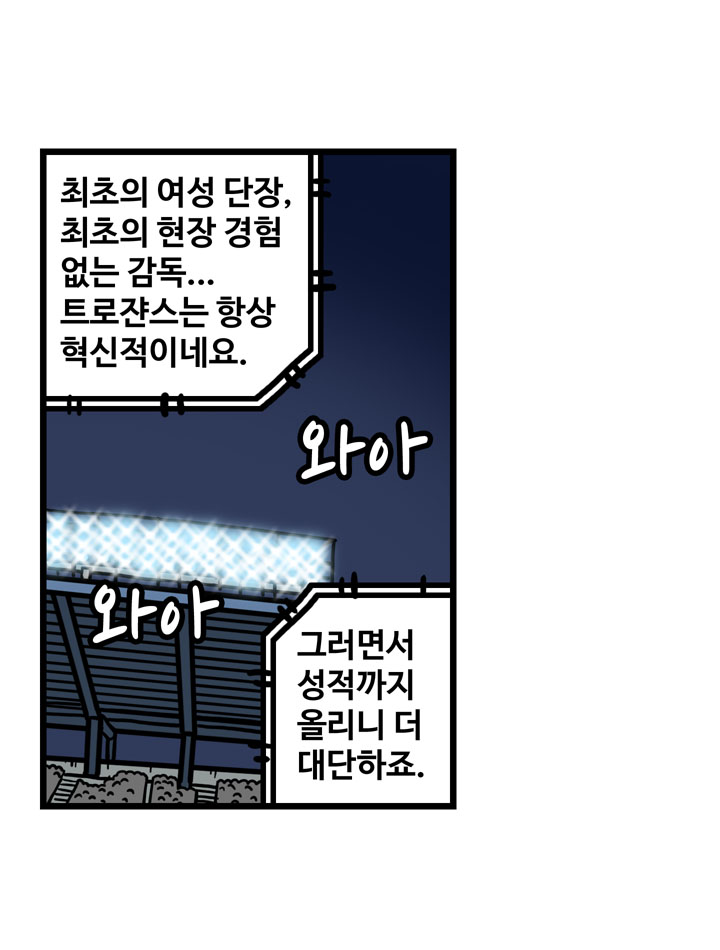 최초의 여성 단장,
최초의 현장 경험
없는 감독...
트로쟌스는 항상
혁신적이네요.
와아
와아
그러면서
성적까지
올리니 더
대단하죠.